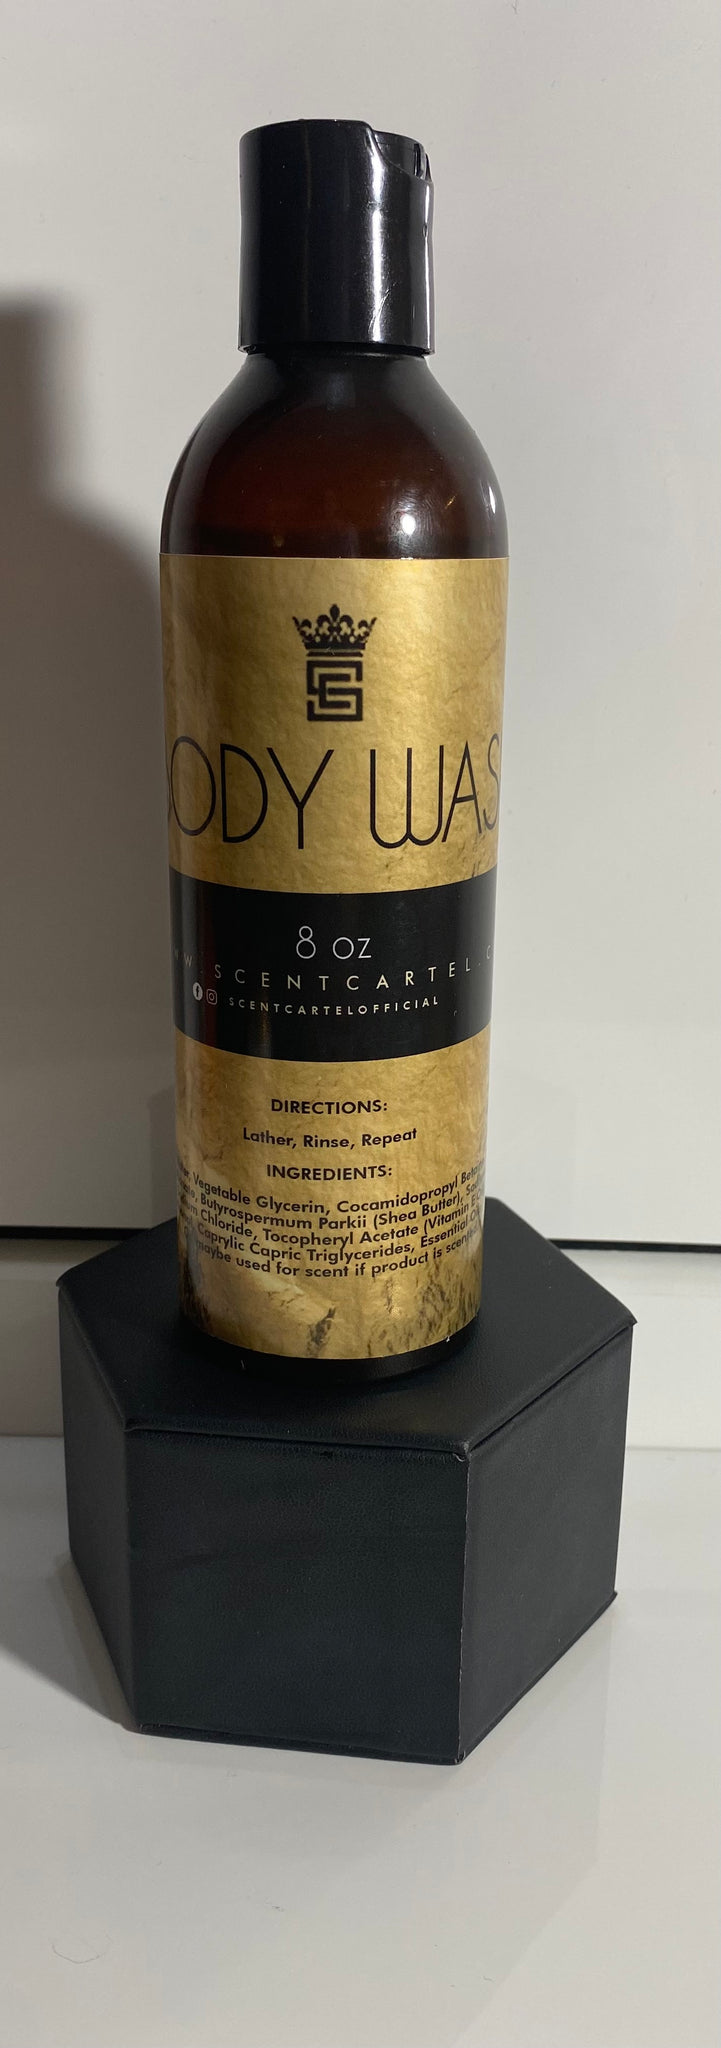 ODY WAS
8 oz
W.SCENTCARTEL.C
SCENTCARTELOFFICIAL
DIRECTIONS:
Lather, Rinse, Repeat
INGREDIENTS:
Vegetable Glycerin, Cocamidopropyl
Butyrospermum Parkii (Shea Butter),
Chloride, Tocopheryl Acetate (Vitamin E
Caprylic Capric Triglycerides, Essential
maybe used for scent if product is